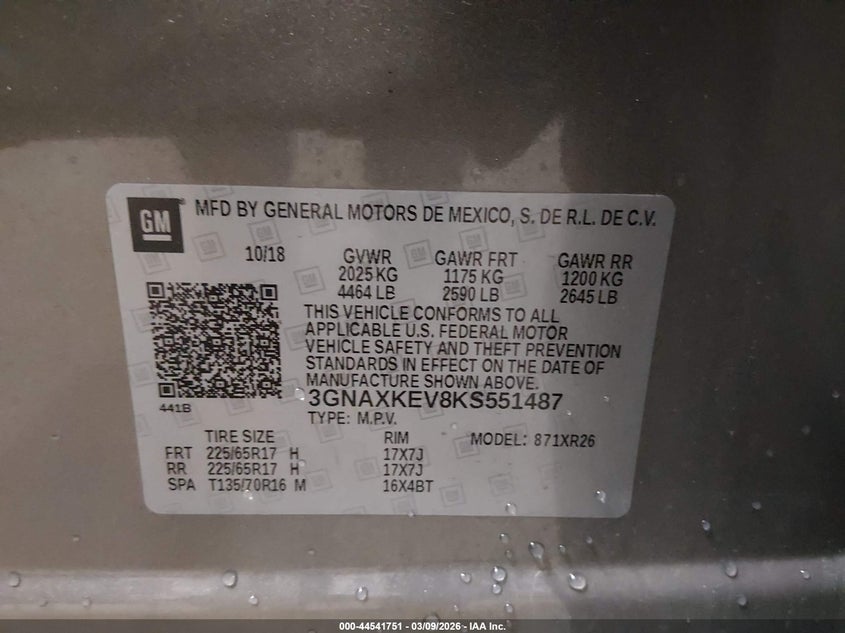 GM
MFD BY GENERAL MOTORS DE MEXICO, S. DE R.L. DE C.V.
10/18 GVWR GAWR FRT GAWR RR
2025 KG 1175 KG 1200 KG
4464 LB 2590 LB 2645 LB
THIS VEHICLE CONFORMS TO ALL
APPLICABLE U.S. FEDERAL MOTOR
VEHICLE SAFETY AND THEFT PREVENTION
STANDARDS IN EFFECT ON THE DATE OF
MANUFACTURE SHOWN ABOVE.
441B
3GNAXKEV8KS551487
TYPE: M.P.V.
TIRE SIZE RIM MODEL: 871XR26
FRT 225/65R17 H 17X7J
RR 225/65R17 H 17X7J
SPA T135/70R16 M 16X4BT
000-44541751 — 03/09/2026 - IAA Inc.